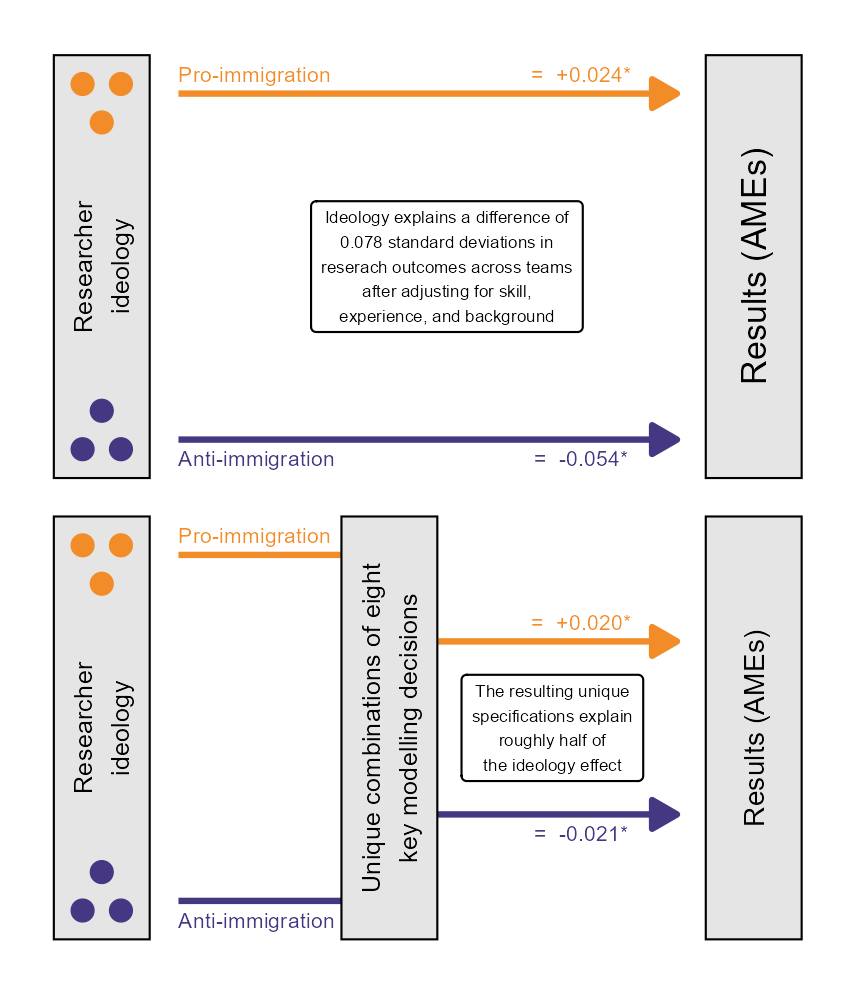 Pro-immigration
= +0.024*
Researcher
ideology
Ideology explains a difference of
0.078 standard deviations in
reserach outcomes across teams
after adjusting for skill,
experience, and background
Results (AMEs)
Anti-immigration
= -0.054*
Pro-immigration
Researcher
ideology
Unique combinations of eight
key modelling decisions
= +0.020*
The resulting unique
specifications explain
roughly half of
the ideology effect
= -0.021*
Results (AMEs)
Anti-immigration